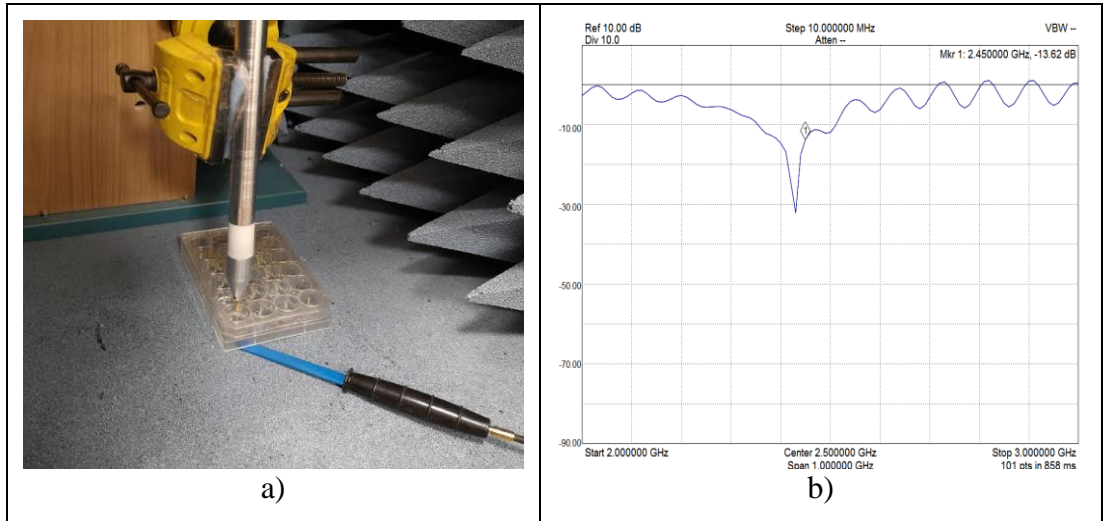 Ref 10.00 dB
Div 10.0
Step 10.000000 MHz
Atten --
VBW --
Mkr 1: 2.450000 GHz, -13.62 dB
1
-10.00
-30.00
-50.00
-70.00
-90.00
Start 2.000000 GHz
Center 2.500000 GHz
Span 1.000000 GHz
Stop 3.000000 GHz
101 pts in 858 ms
a)
b)